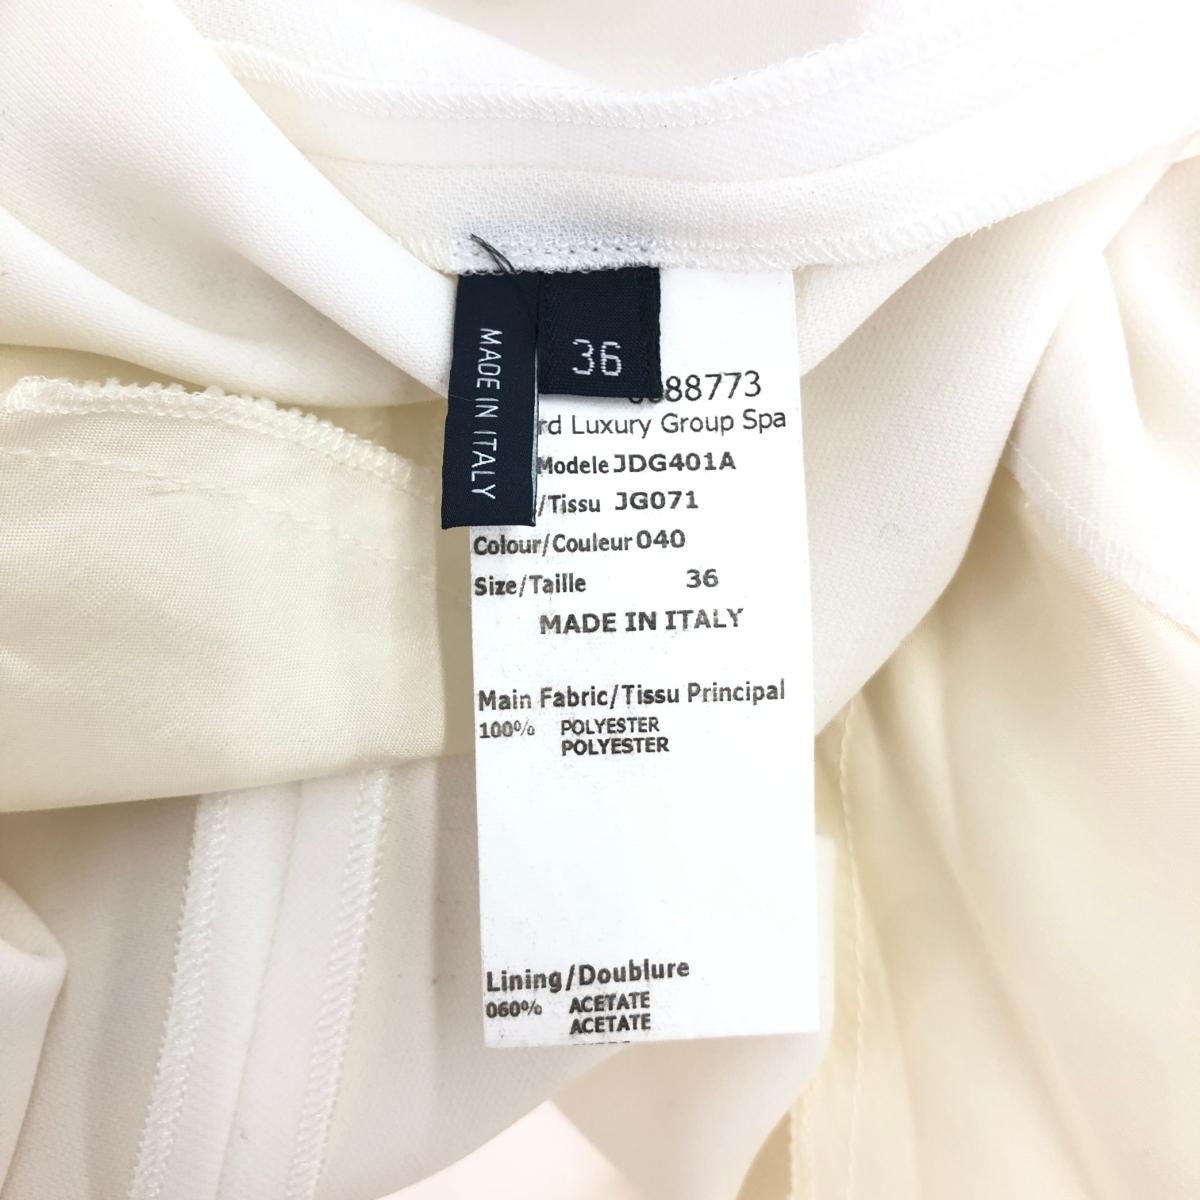 MADE IN ITALY
36
88773
rd Luxury Group Spa
Modele JDG401A
/Tissu JG071
Colour/Couleur 040
Size/Taille 36
MADE IN ITALY
Main Fabric/Tissu Principal
100% POLYESTER
POLYESTER
Lining/Doublure
060% ACETATE
ACETATE